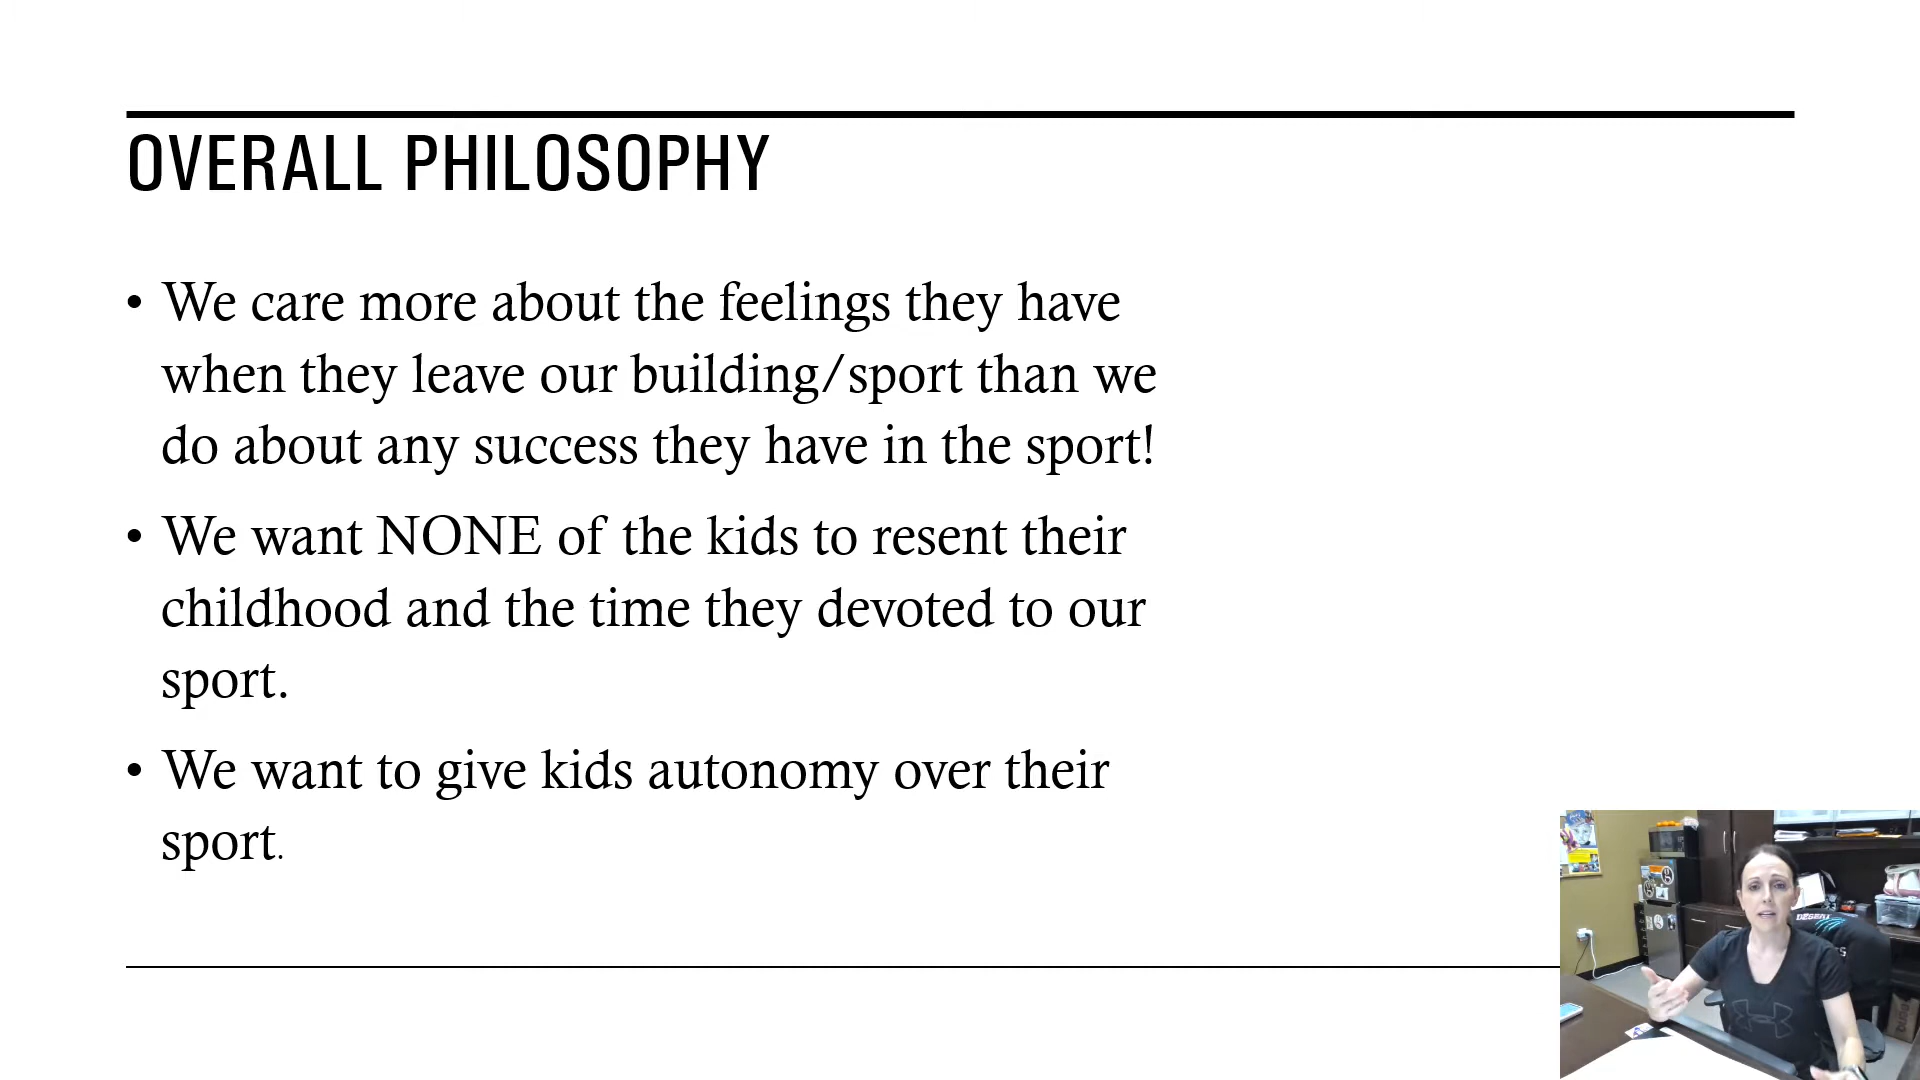 OVERALL PHILOSOPHY
• We care more about the feelings they have
when they leave our building/sport than we
do about any success they have in the sport!
• We want NONE of the kids to resent their
childhood and the time they devoted to our
sport.
• We want to give kids autonomy over their
sport.
DESERT